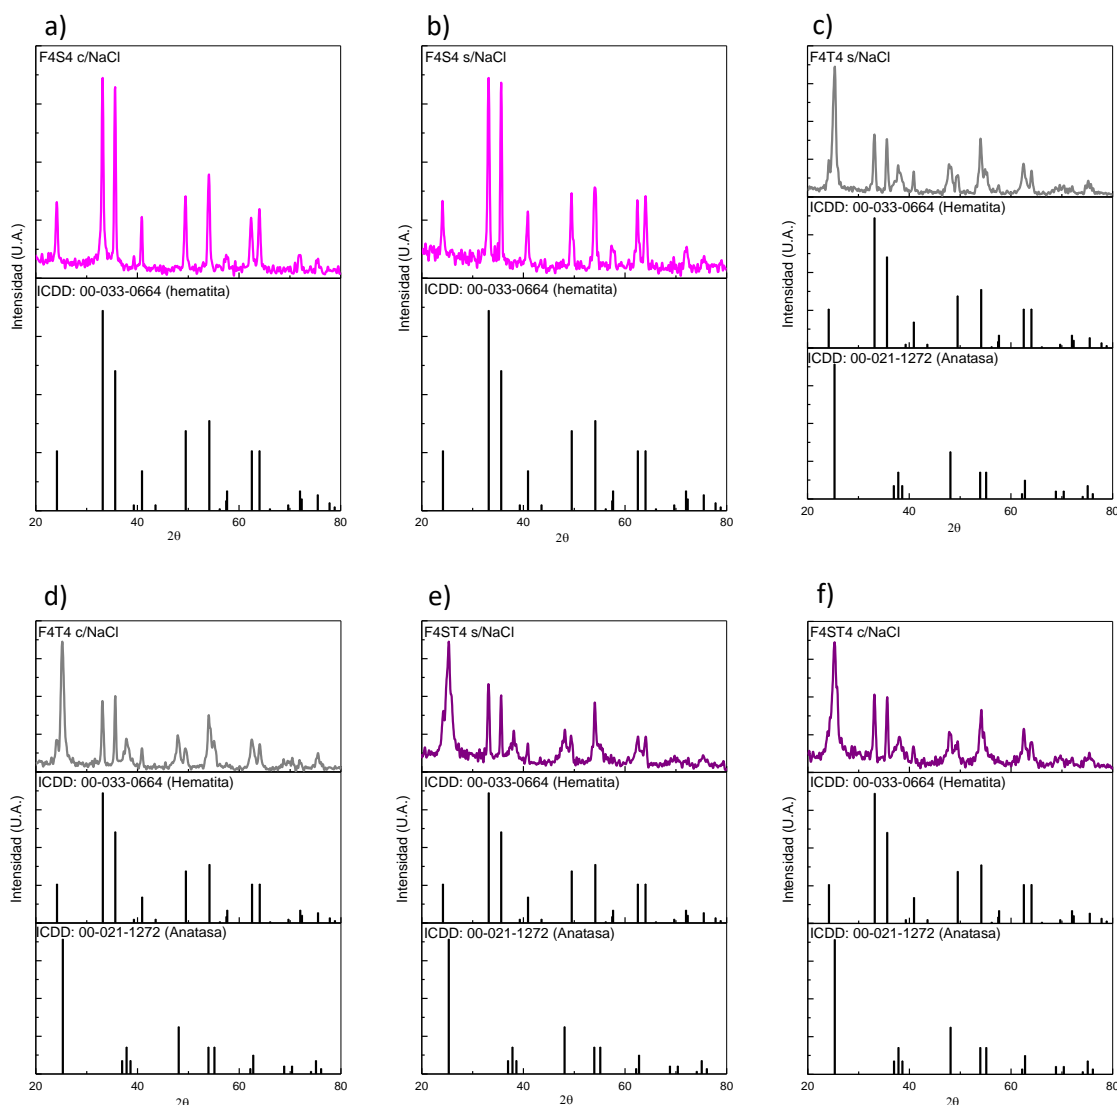 a)
F4S4 c/NaCl
ICDD: 00-033-0664 (hematita)
Intensidad (U.A.)
20 40 60 80
2θ
b)
F4S4 s/NaCl
ICDD: 00-033-0664 (hematita)
Intensidad (U.A.)
20 40 60 80
2θ
c)
F4T4 s/NaCl
ICDD: 00-033-0664 (Hematita)
ICDD: 00-021-1272 (Anatasa)
Intensidad (U.A.)
20 40 60 80
2θ
d)
F4T4 c/NaCl
ICDD: 00-033-0664 (Hematita)
ICDD: 00-021-1272 (Anatasa)
Intensidad (U.A.)
20 40 60 80
2θ
e)
F4ST4 s/NaCl
ICDD: 00-033-0664 (Hematita)
ICDD: 00-021-1272 (Anatasa)
Intensidad (U.A.)
20 40 60 80
2θ
f)
F4ST4 c/NaCl
ICDD: 00-033-0664 (Hematita)
ICDD: 00-021-1272 (Anatasa)
Intensidad (U.A.)
20 40 60 80
2θ